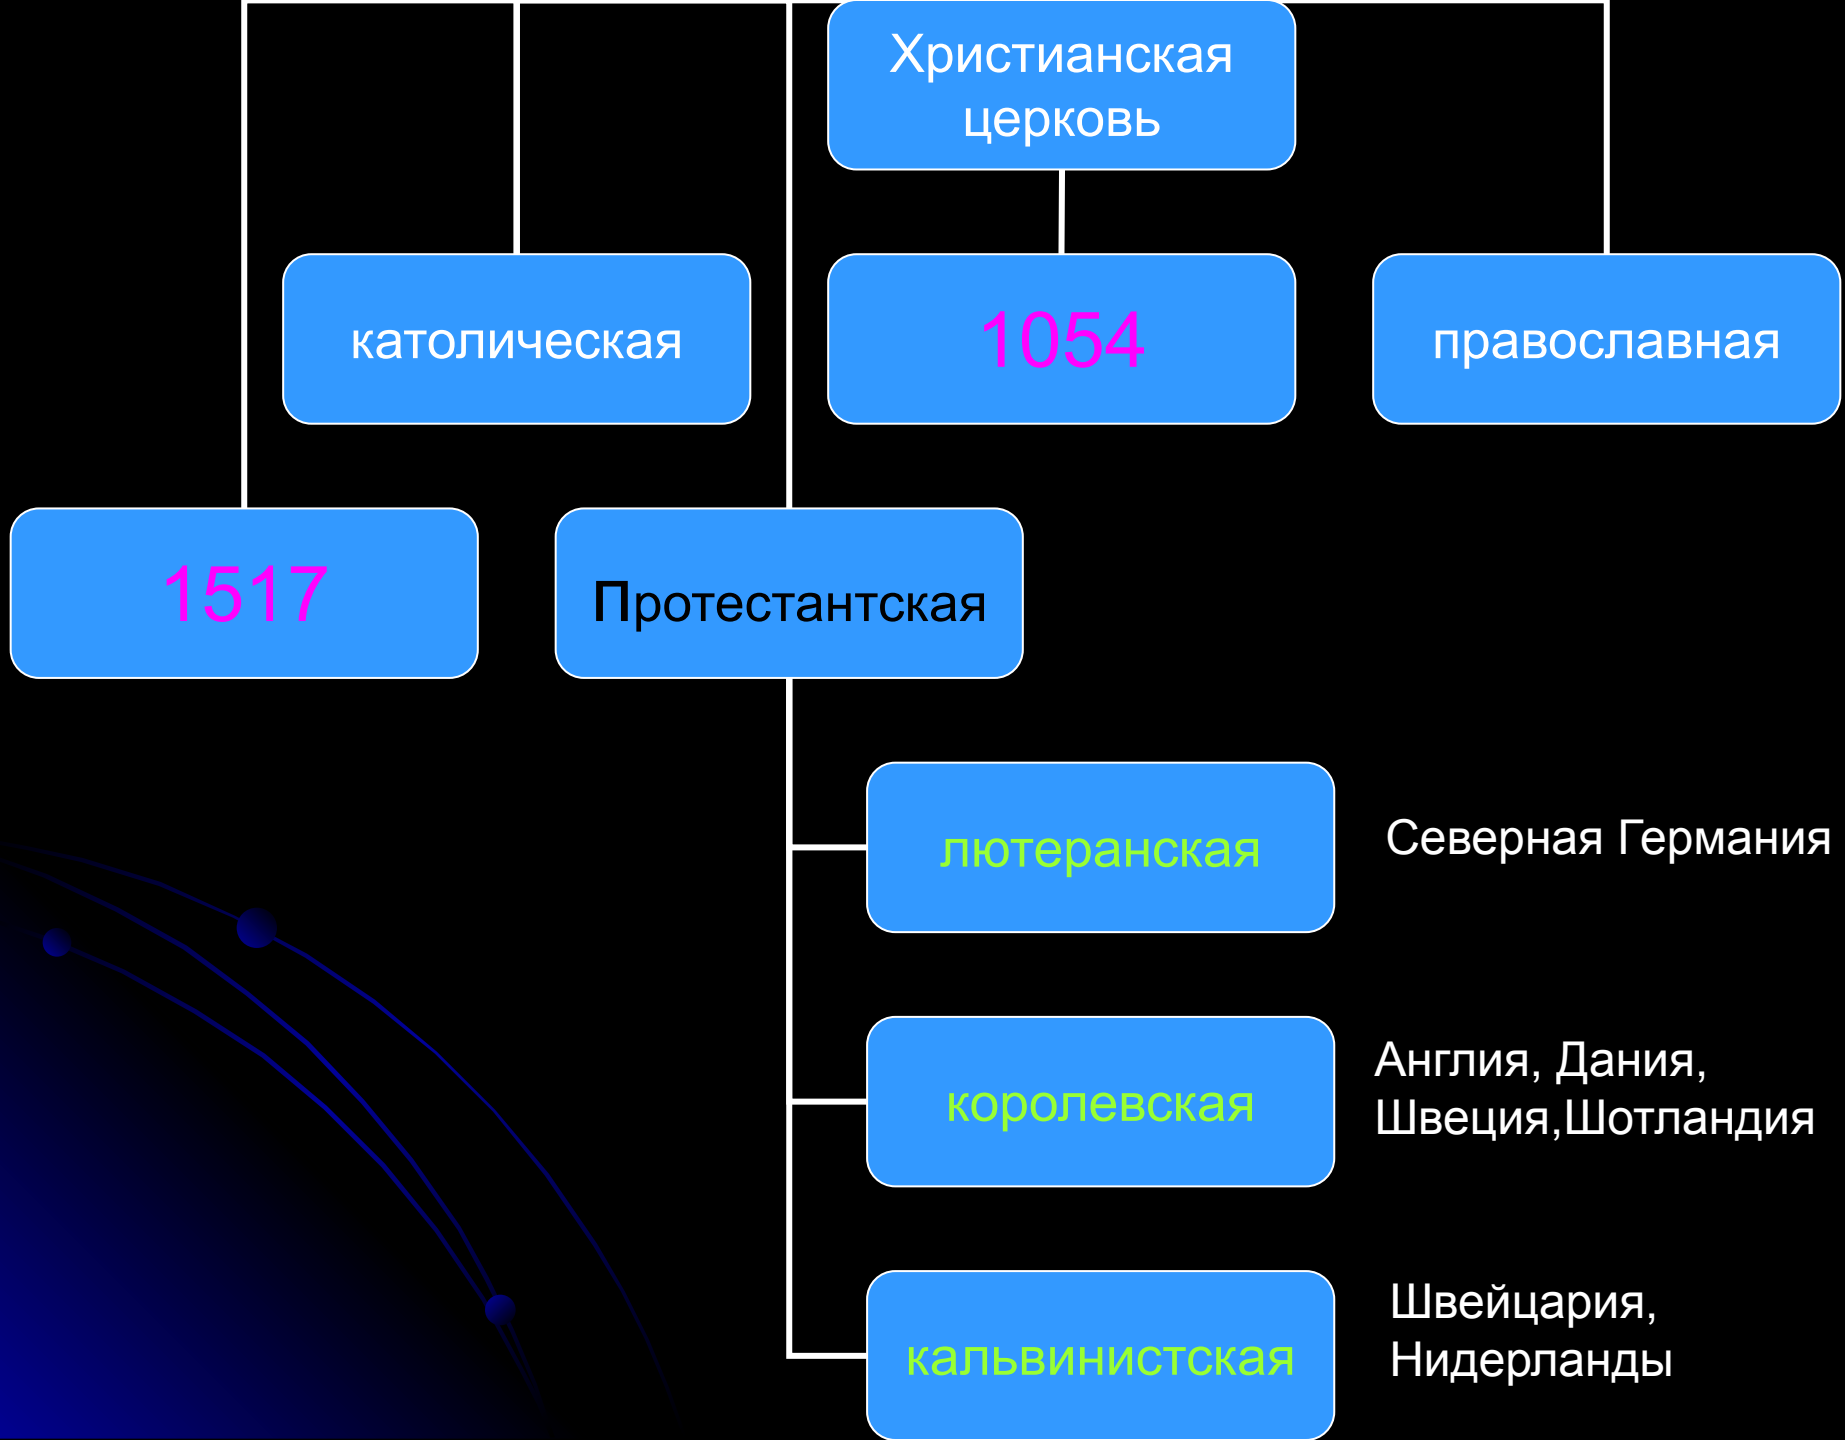 Христианская
церковь
католическая
1054
православная
1517
Протестантская
лютеранская
Северная Германия
королевская
Англия, Дания,
Швеция,Шотландия
кальвинистская
Швейцария,
Нидерланды